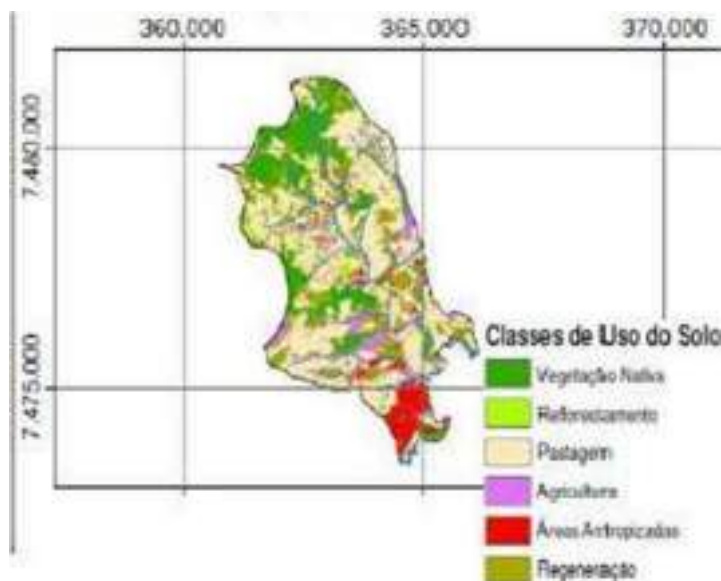 360.000 365.000 370.000
7.480.000
7.475.000
Classes de Uso do Solo
Vegetação Nativa
Reflorestamento
Pastagem
Agricultura
Áreas Antropizadas
Regeneração